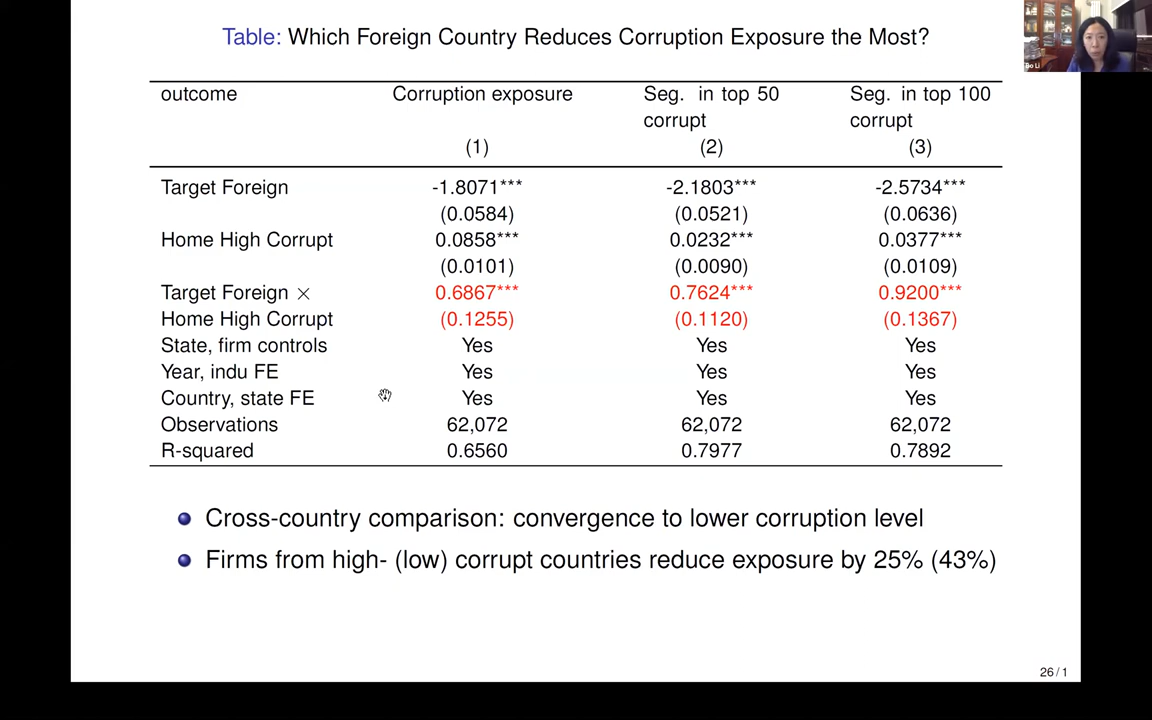 Table: Which Foreign Country Reduces Corruption Exposure the Most?
outcome Corruption exposure Seg. in top 50 Seg. in top 100
corrupt corrupt
(1) (2) (3)
Target Foreign -1.8071*** -2.1803*** -2.5734***
(0.0584) (0.0521) (0.0636)
Home High Corrupt 0.0858*** 0.0232*** 0.0377***
(0.0101) (0.0090) (0.0109)
Target Foreign × 0.6867*** 0.7624*** 0.9200***
Home High Corrupt (0.1255) (0.1120) (0.1367)
State, firm controls Yes Yes Yes
Year, indu FE Yes Yes Yes
Country, state FE Yes Yes Yes
Observations 62,072 62,072 62,072
R-squared 0.6560 0.7977 0.7892
Cross-country comparison: convergence to lower corruption level
Firms from high- (low) corrupt countries reduce exposure by 25% (43%)
26 / 1